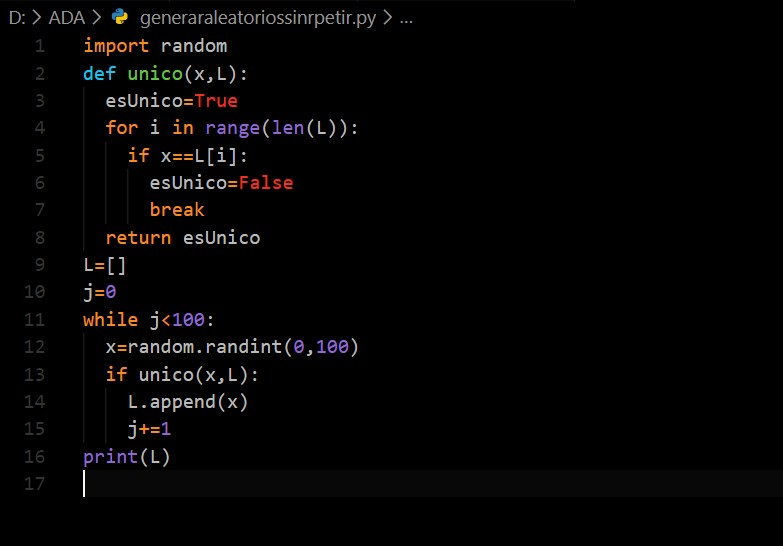 D: > ADA > generaraleatoriossinrpetir.py > ...
1 import random
2 def unico(x,L):
3   esUnico=True
4   for i in range(len(L)):
5     if x==L[i]:
6       esUnico=False
7       break
8   return esUnico
9 L=[]
10 j=0
11 while j<100:
12   x=random.randint(0,100)
13   if unico(x,L):
14     L.append(x)
15     j+=1
16 print(L)
17